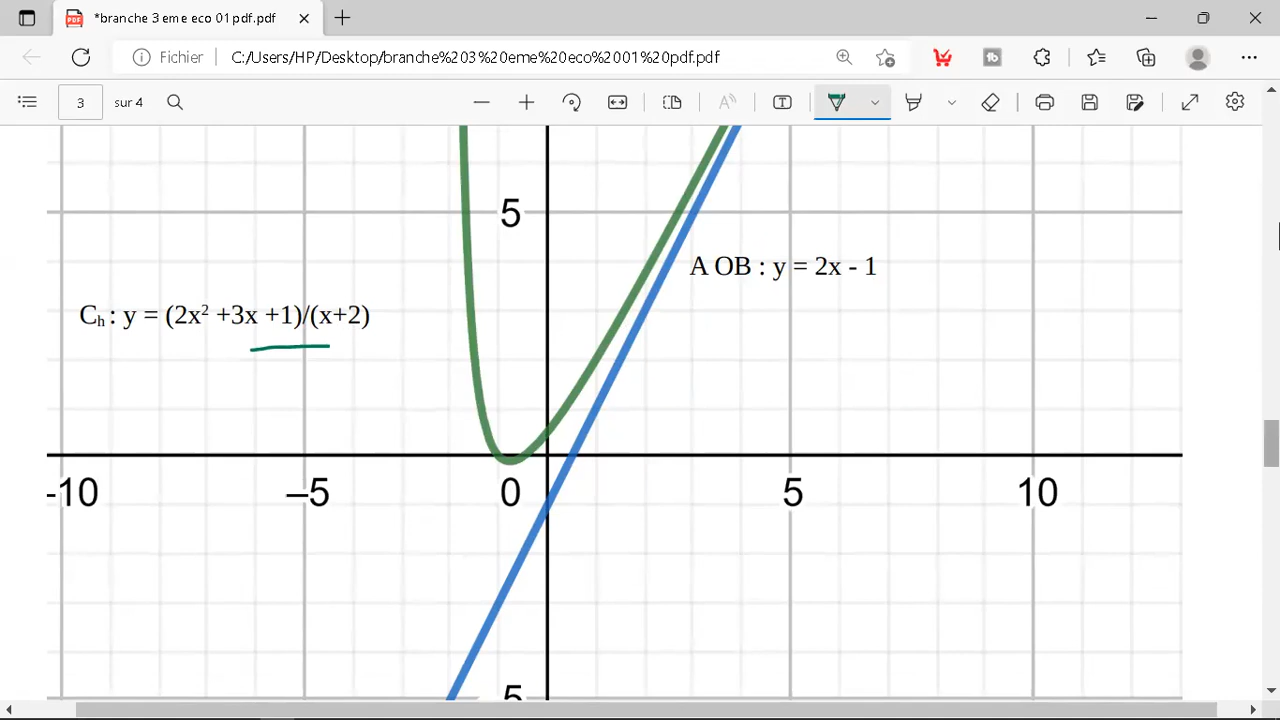 *branche 3 eme eco 01 pdf.pdf
Fichier C:/Users/HP/Desktop/branche%203%20eme%20eco%2001%20pdf.pdf
3 sur 4
5
A OB : y = 2x - 1
Cₕ : y = (2x² +3x +1)/(x+2)
-10 –5 0 5 10
5